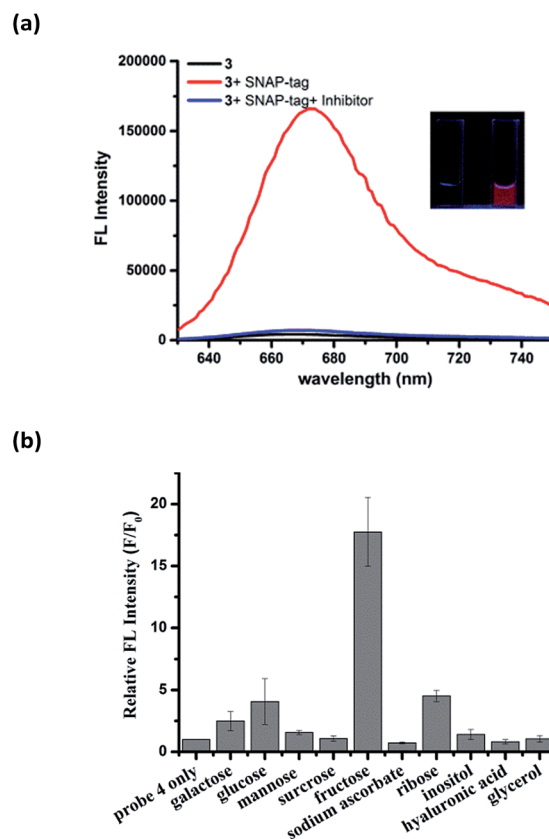 (a)
3
3+ SNAP-tag
3+ SNAP-tag+ Inhibitor
200000
150000
100000
50000
0
FL Intensity
640 660 680 700 720 740
wavelength (nm)
(b)
20
15
10
5
0
Relative FL Intensity (F/F0)
probe 4 only
galactose
glucose
mannose
surcrose
fructose
sodium ascorbate
ribose
inositol
hyaluronic acid
glycerol